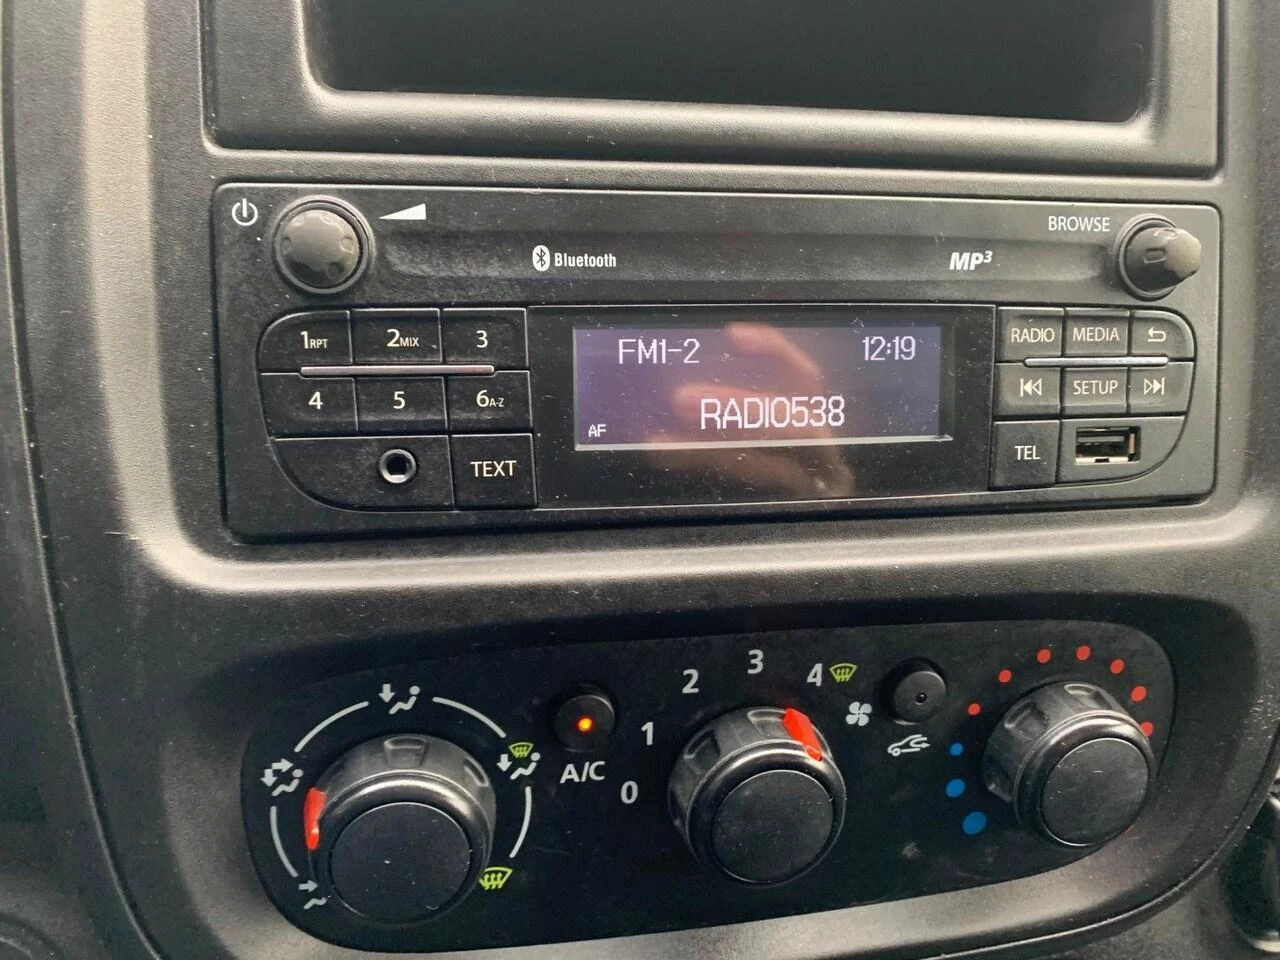 BROWSE
Bluetooth
MP3
1RPT 2MIX 3
FM1-2 12:19
RADIO MEDIA
4 5 6A-Z
RADIO538
SETUP
AF
TEXT
TEL
0 1 2 3 4
A/C